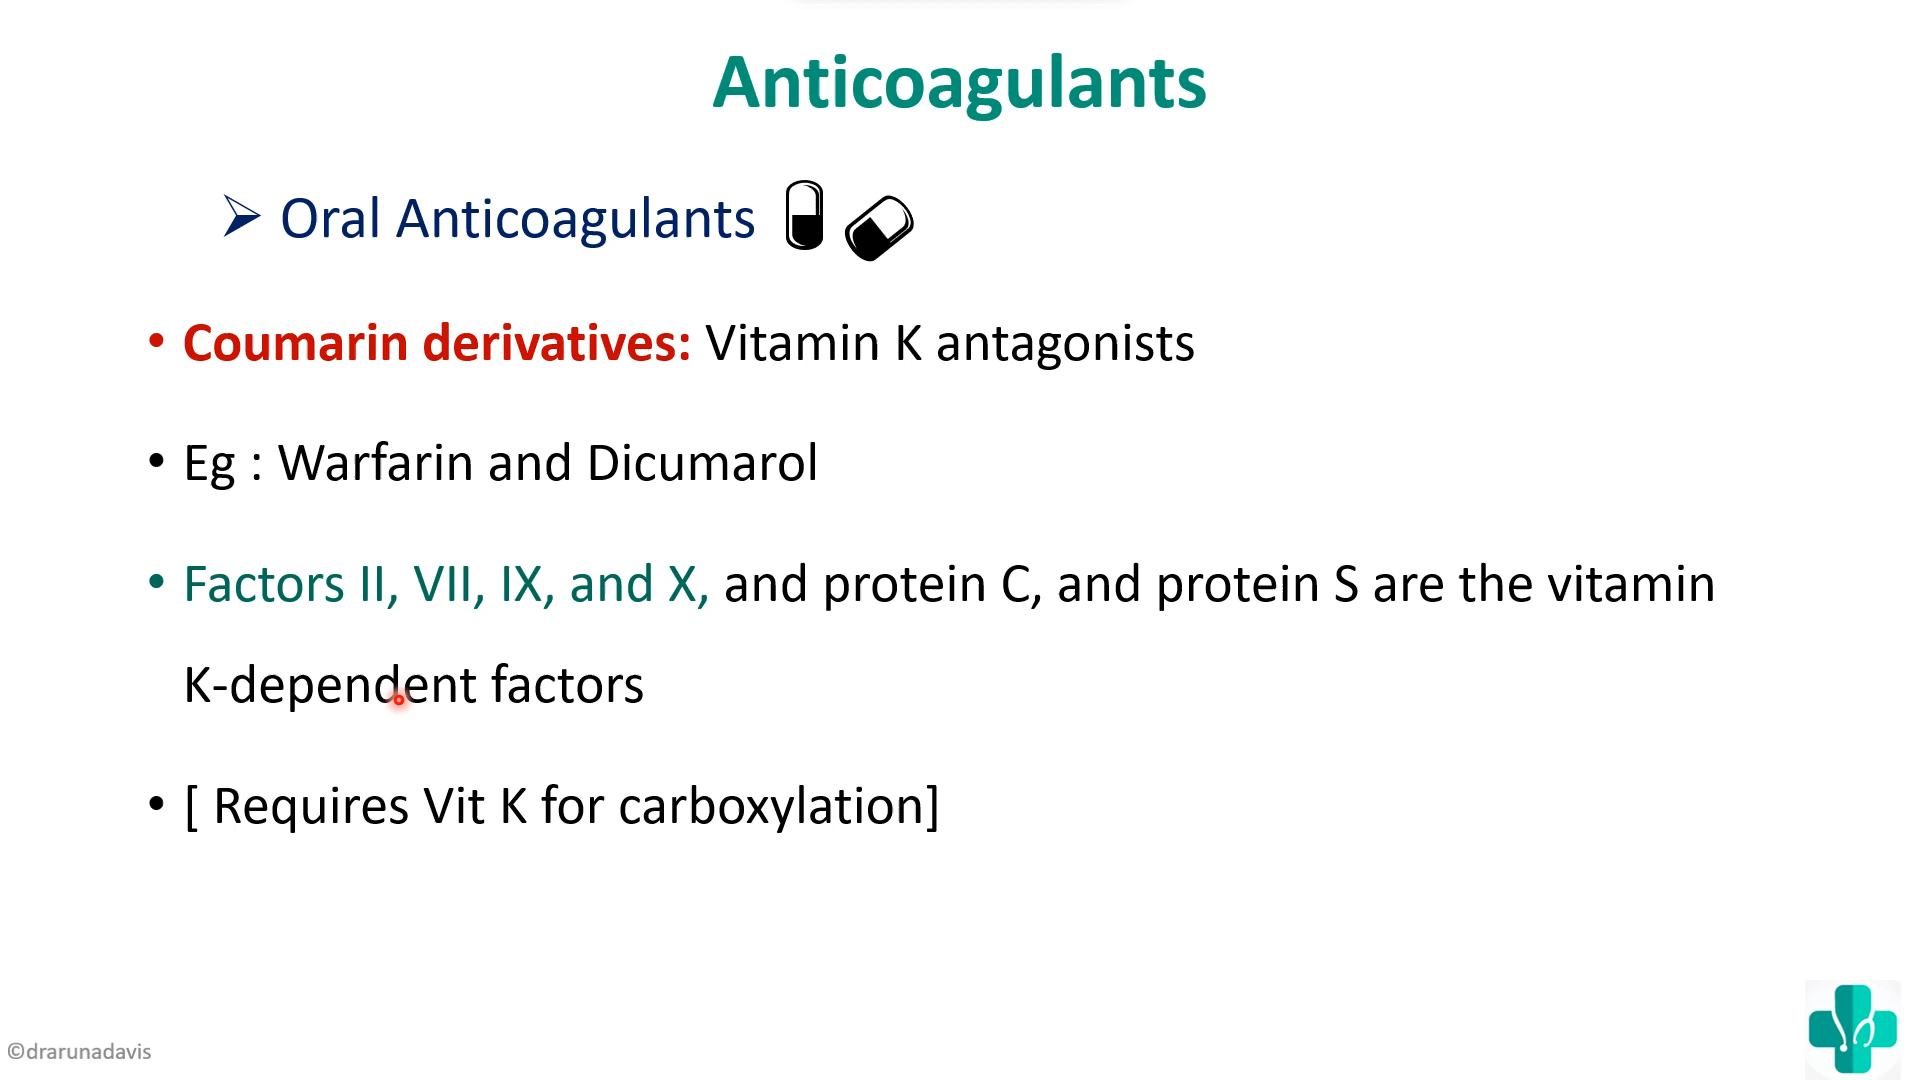 Anticoagulants
➢ Oral Anticoagulants
• Coumarin derivatives: Vitamin K antagonists
• Eg : Warfarin and Dicumarol
• Factors II, VII, IX, and X, and protein C, and protein S are the vitamin
K-dependent factors
• [ Requires Vit K for carboxylation]
©drarunadavis